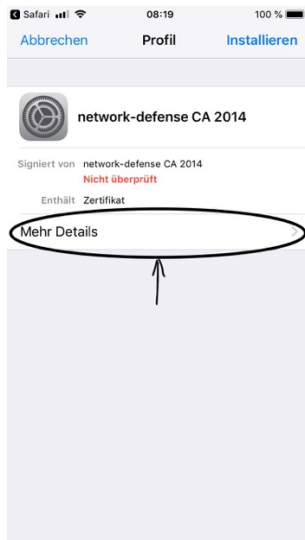 Safari 08:19 100 %
Abbrechen Profil Installieren
network-defense CA 2014
Signiert von network-defense CA 2014
Nicht überprüft
Enthält Zertifikat
Mehr Details